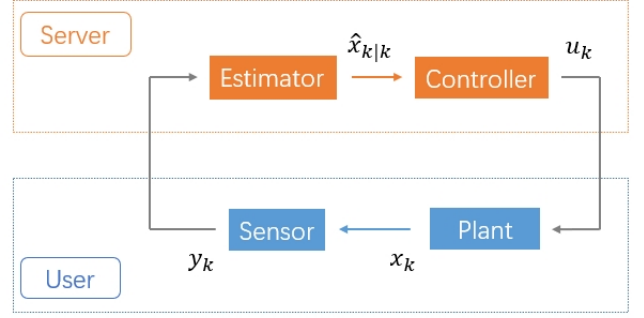 Server
x̂ₖ|ₖ
uₖ
Estimator
Controller
Sensor
Plant
yₖ
xₖ
User